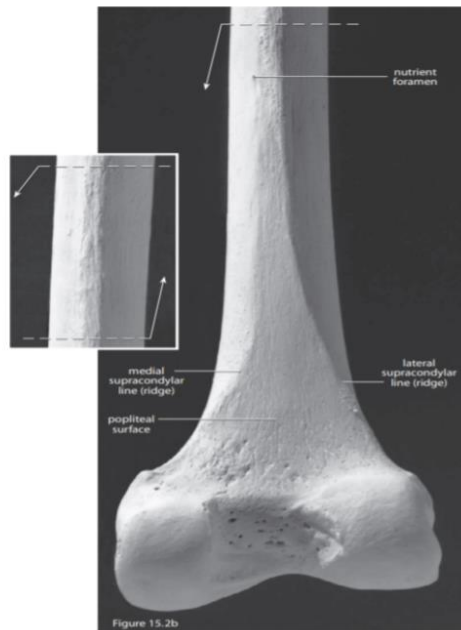 nutrient
foramen
medial
supracondylar
line (ridge)
lateral
supracondylar
line (ridge)
popliteal
surface
Figure 15.2b